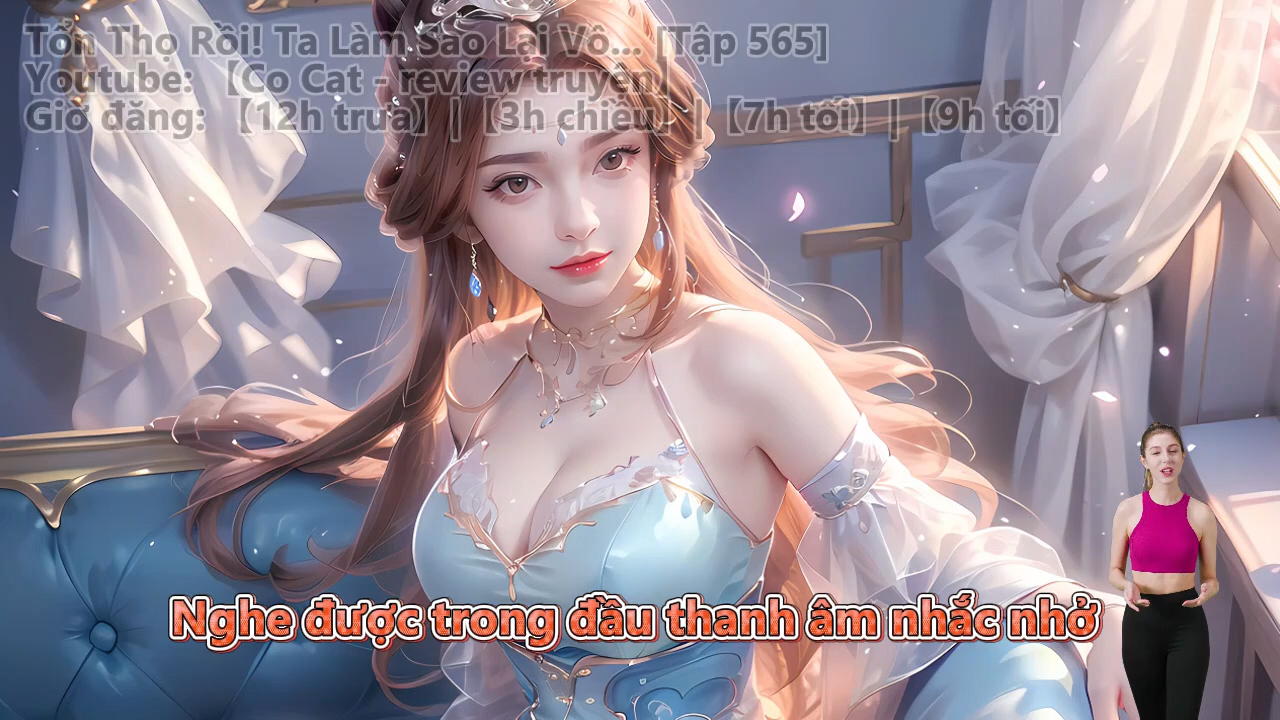 Tổn Thọ Rồi! Ta Làm Sao Lại Vô... [Tập 565]
Youtube: [Cọ Cat - review truyện]
Giờ đăng: [12h trưa] | [3h chiều] | [7h tối] | [9h tối]
Nghe được trong đầu thanh âm nhắc nhở